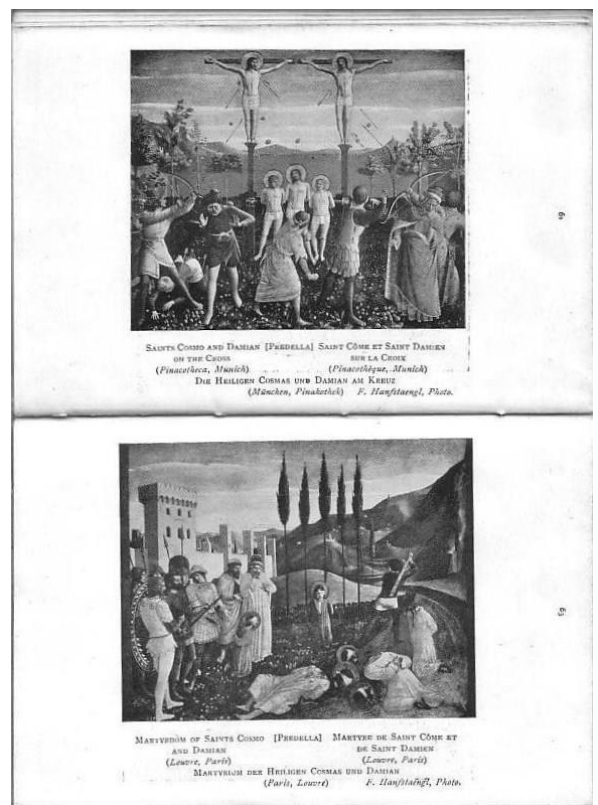 SAINTS COSMO AND DAMIAN [PREDELLA] SAINT CÔME ET SAINT DAMIEN
ON THE CROSS SUR LA CROIX
(Pinacotheca, Munich) (Pinacothèque, Munich)
DIE HEILIGEN COSMAS UND DAMIAN AM KREUZ
(München, Pinakothek) F. Hanfstaengl, Photo.
MARTYRDOM OF SAINTS COSMO [PREDELLA] MARTYRE DE SAINT CÔME ET
AND DAMIAN DE SAINT DAMIEN
(Louvre, Paris) (Louvre, Paris)
MARTYRIUM DER HEILIGEN COSMAS UND DAMIAN
(Paris, Louvre) F. Hanfstaengl, Photo.